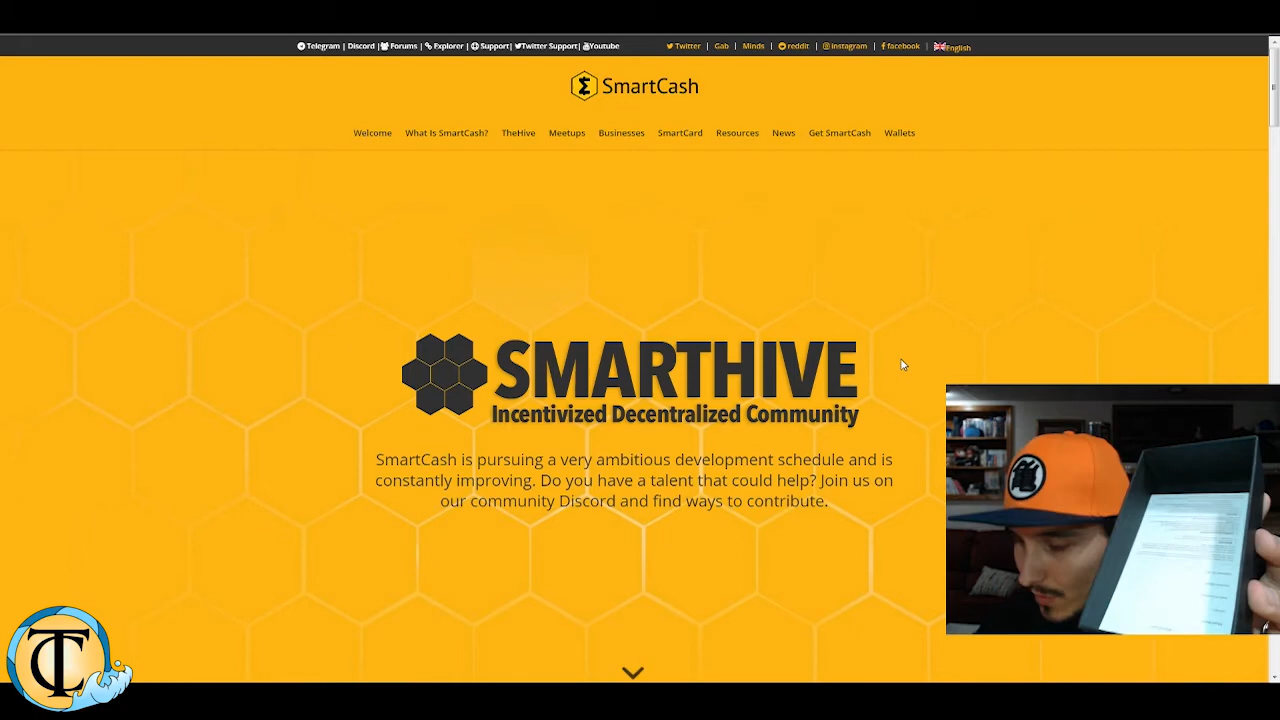 Telegram | Discord | Forums | Explorer | Support | Twitter Support | Youtube
Twitter | Gab | Minds | reddit | instagram | facebook | English
SmartCash
Welcome What Is SmartCash? TheHive Meetups Businesses SmartCard Resources News Get SmartCash Wallets
SMARTHIVE
Incentivized Decentralized Community
SmartCash is pursuing a very ambitious development schedule and is
constantly improving. Do you have a talent that could help? Join us on
our community Discord and find ways to contribute.
TC